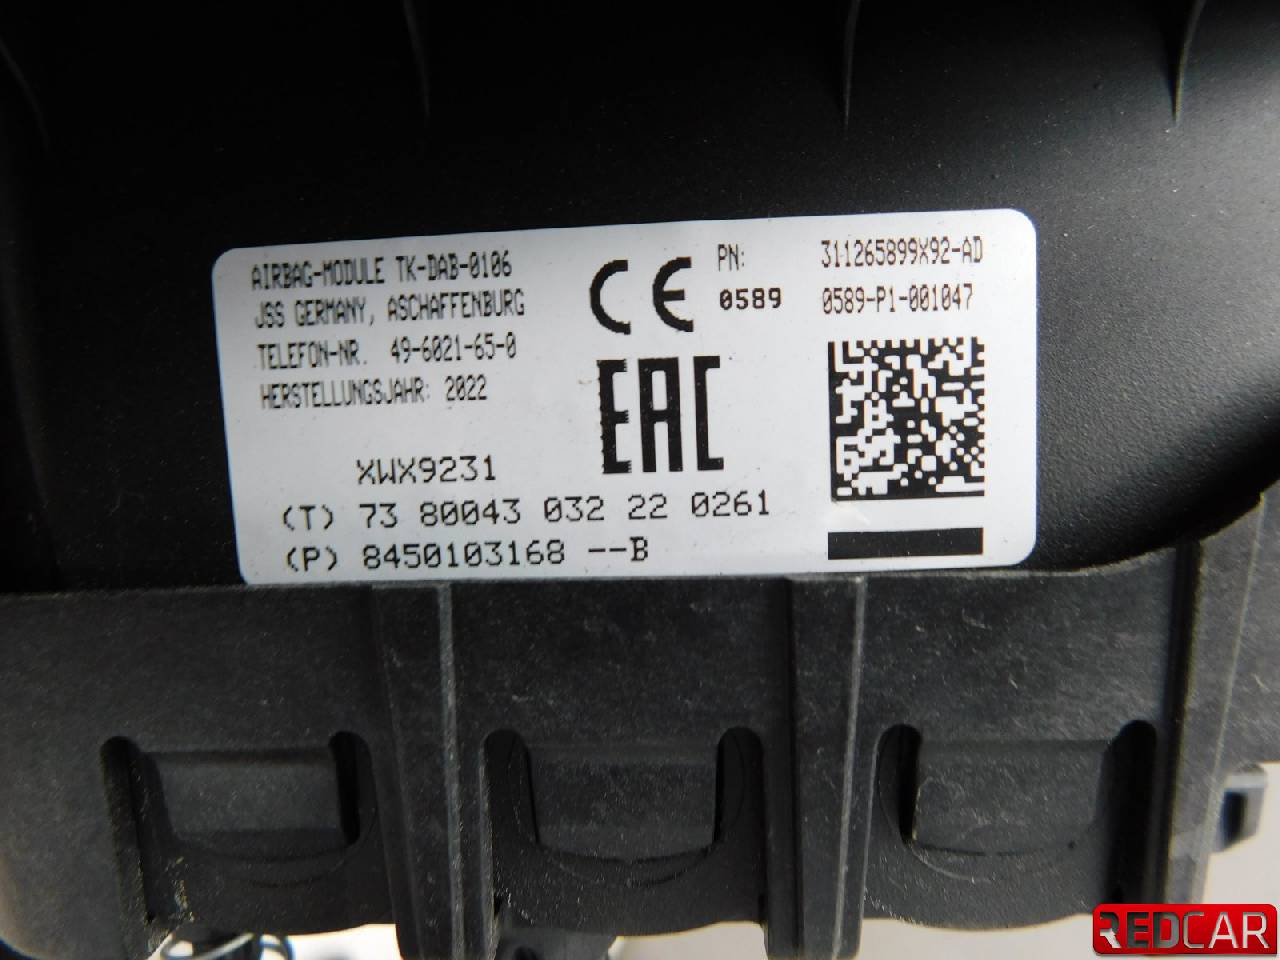 AIRBAG-MODULE TK-DAB-0106
JSS GERMANY, ASCHAFFENBURG
TELEFON-NR. 49-6021-65-0
HERSTELLUNGSJAHR: 2022
CE 0589
EAC
PN: 311265899X92-AD
0589-P1-001047
XWX9231
(T) 73 80043 032 22 0261
(P) 8450103168 --B
REDCAR